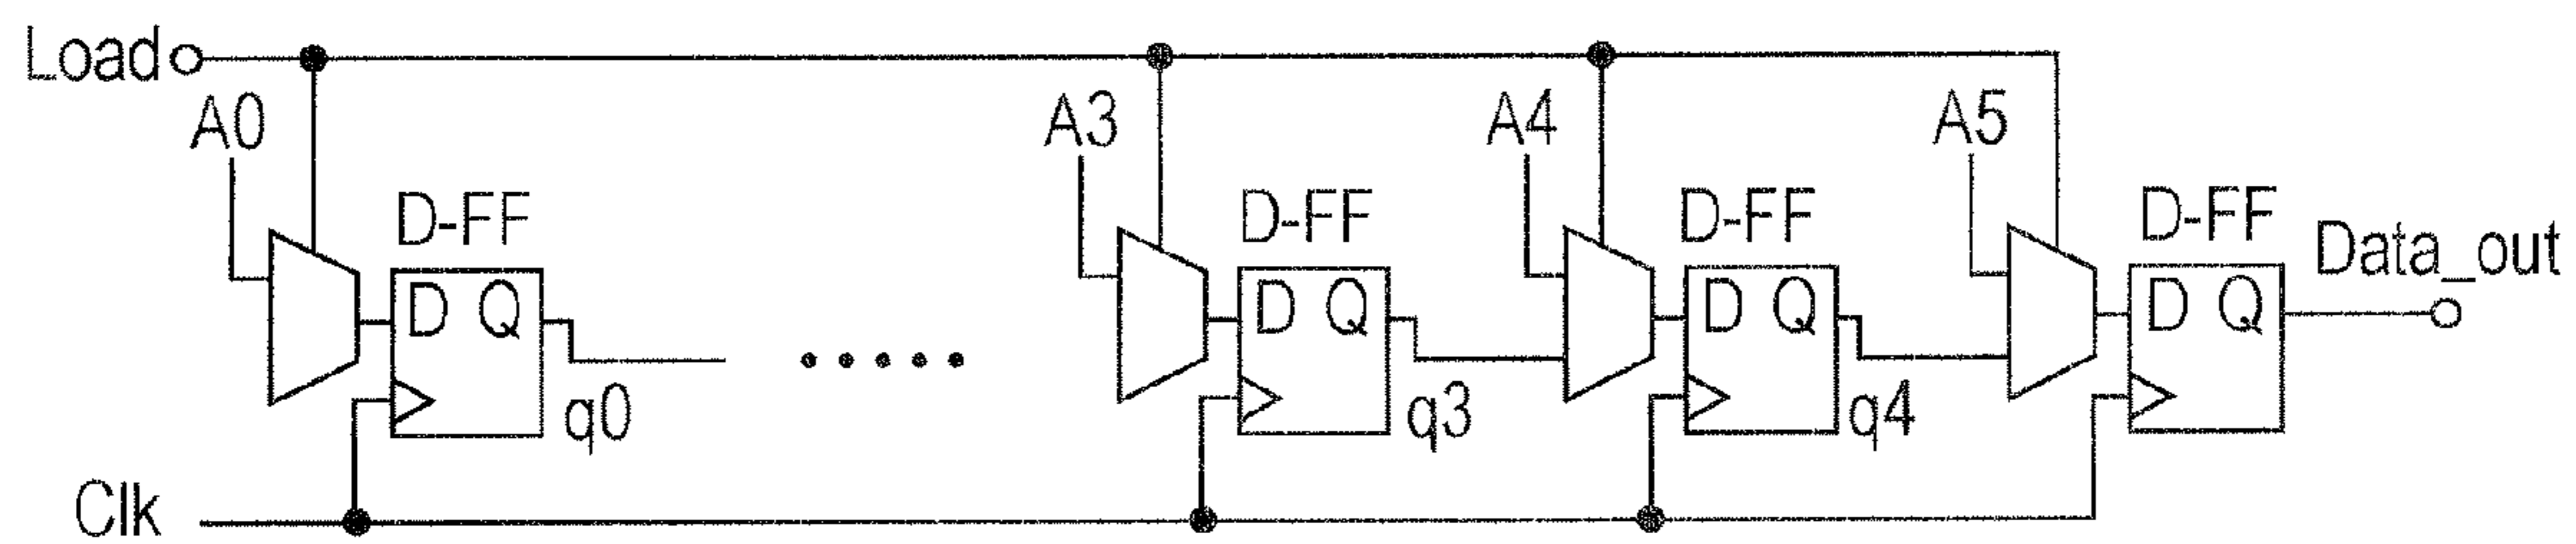 Load
A0 A3 A4 A5
D-FF D-FF D-FF D-FF
Data_out
D Q D Q D Q D Q
q0 q3 q4
Clk